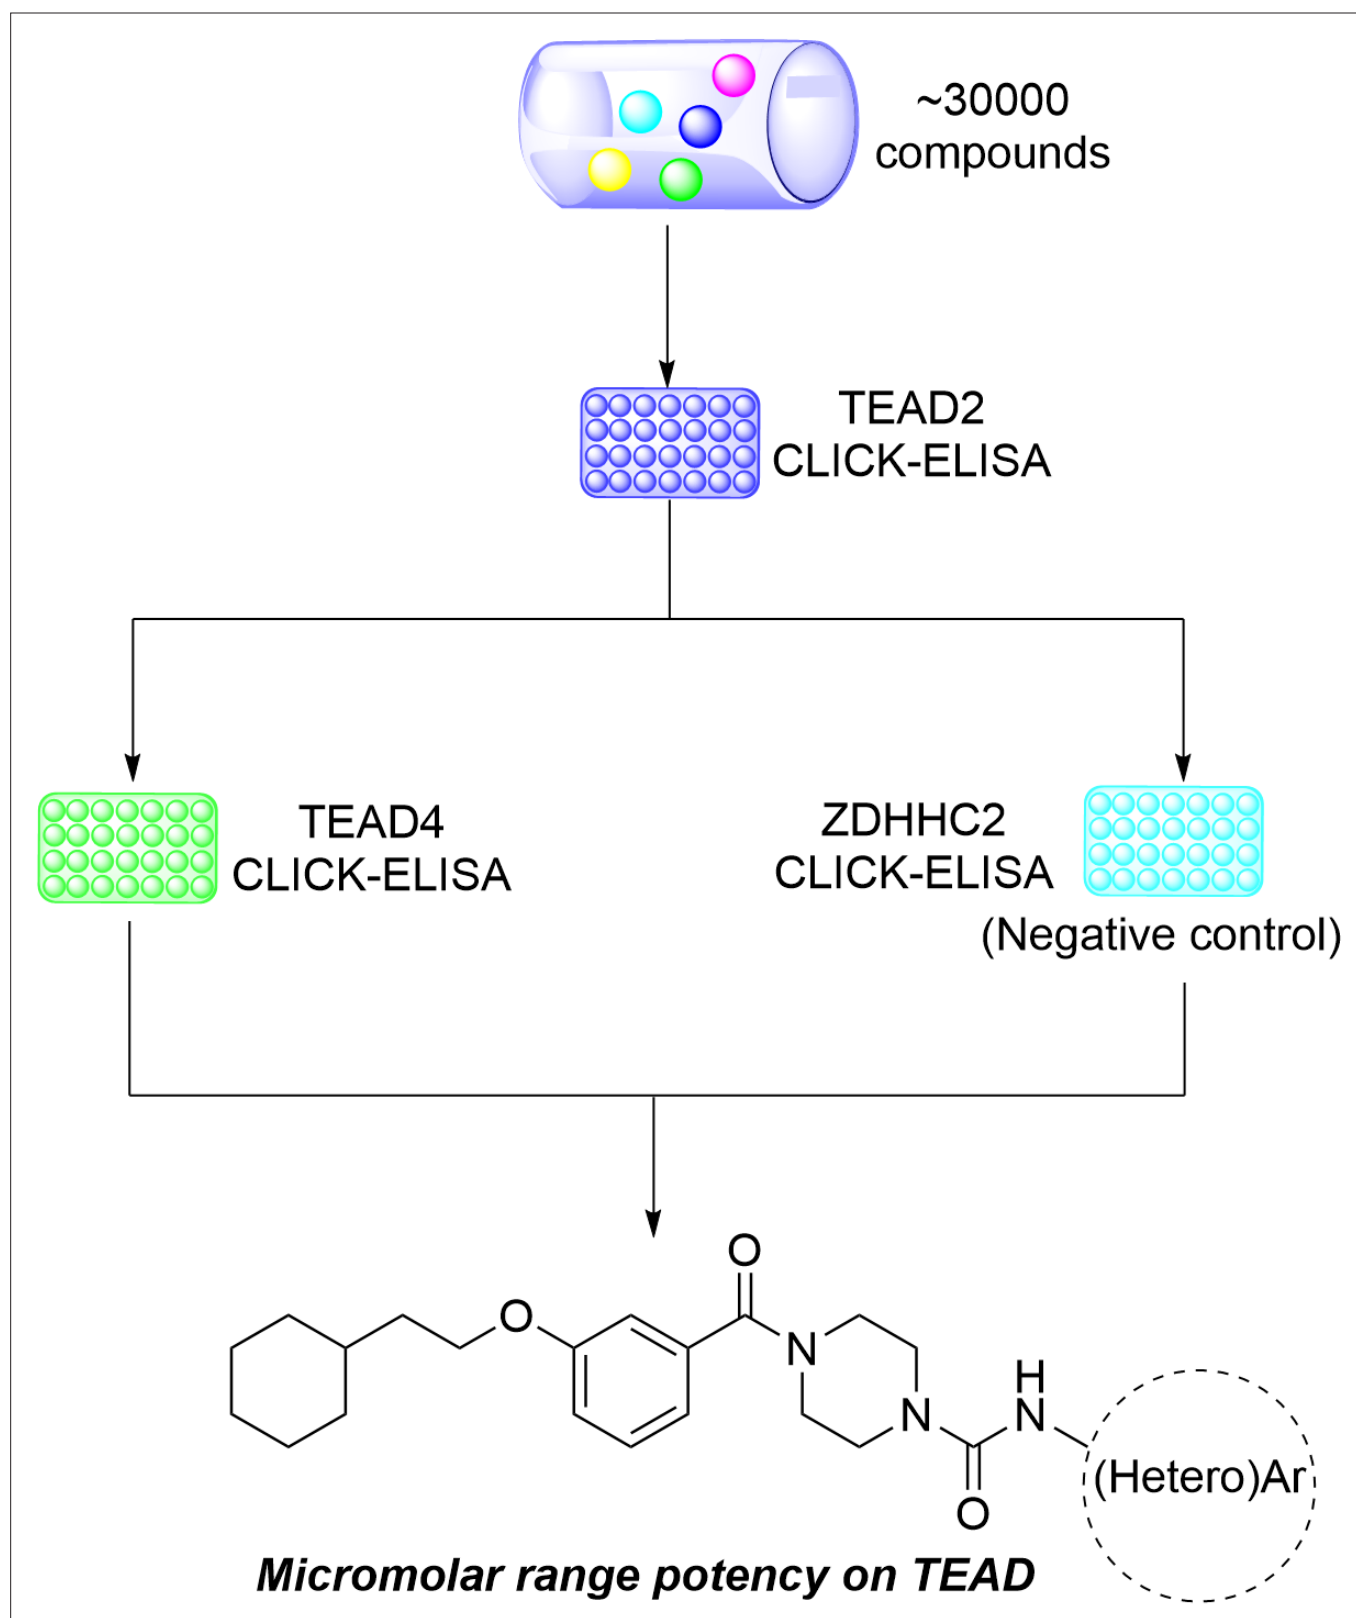 ~30000
compounds
TEAD2
CLICK-ELISA
TEAD4
CLICK-ELISA
ZDHHC2
CLICK-ELISA
(Negative control)
O
O
N
N
H
N
O
(Hetero)Ar
Micromolar range potency on TEAD